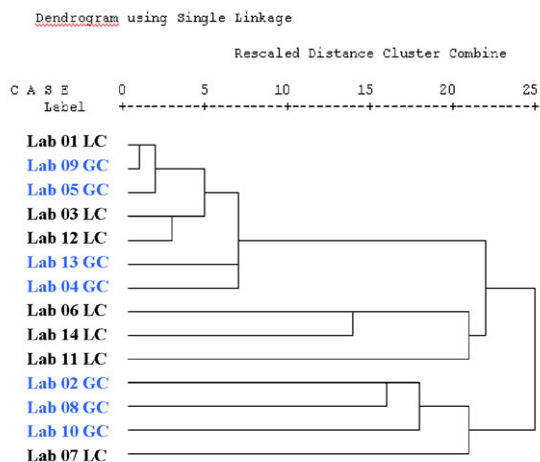 Dendrogram using Single Linkage
Rescaled Distance Cluster Combine
C A S E 0 5 10 15 20 25
Label
Lab 01 LC
Lab 09 GC
Lab 05 GC
Lab 03 LC
Lab 12 LC
Lab 13 GC
Lab 04 GC
Lab 06 LC
Lab 14 LC
Lab 11 LC
Lab 02 GC
Lab 08 GC
Lab 10 GC
Lab 07 LC